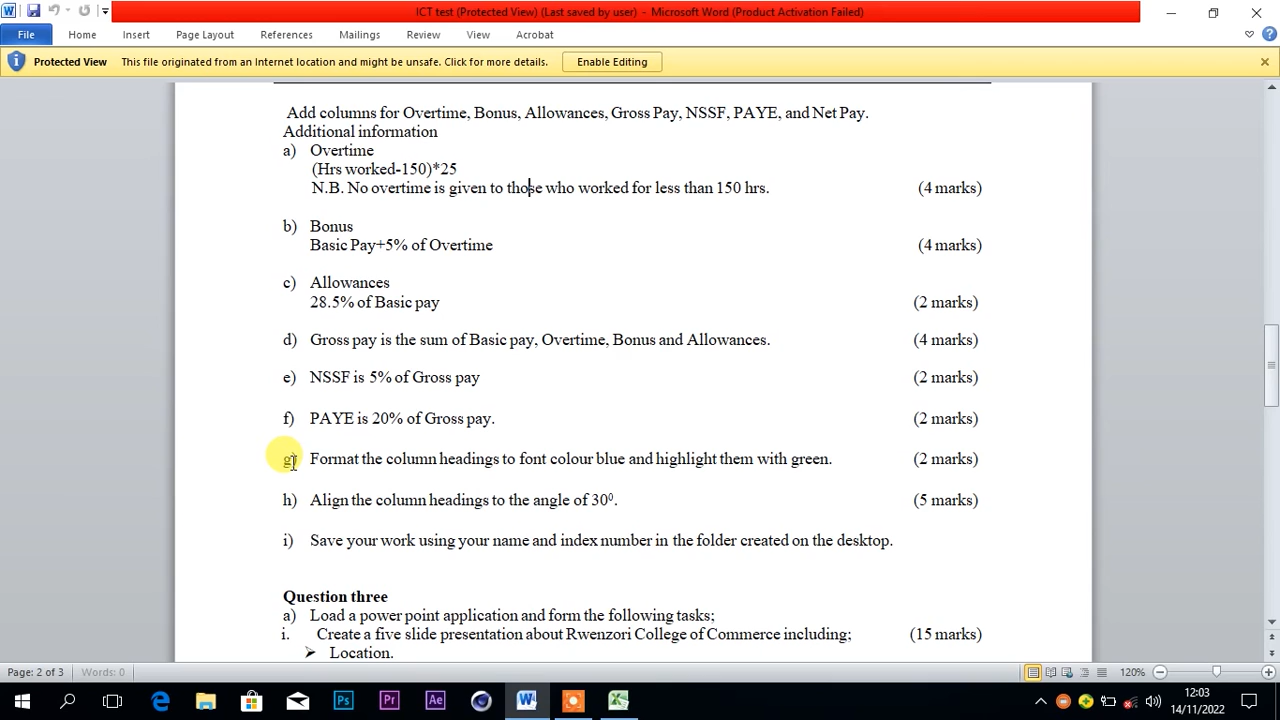 ICT test (Protected View) (Last saved by user) - Microsoft Word (Product Activation Failed)
File Home Insert Page Layout References Mailings Review View Acrobat
Protected View This file originated from an Internet location and might be unsafe. Click for more details. Enable Editing
Add columns for Overtime, Bonus, Allowances, Gross Pay, NSSF, PAYE, and Net Pay.
Additional information
a) Overtime
(Hrs worked-150)*25
N.B. No overtime is given to those who worked for less than 150 hrs. (4 marks)
b) Bonus
Basic Pay+5% of Overtime (4 marks)
c) Allowances
28.5% of Basic pay (2 marks)
d) Gross pay is the sum of Basic pay, Overtime, Bonus and Allowances. (4 marks)
e) NSSF is 5% of Gross pay (2 marks)
f) PAYE is 20% of Gross pay. (2 marks)
g) Format the column headings to font colour blue and highlight them with green. (2 marks)
h) Align the column headings to the angle of 30⁰. (5 marks)
i) Save your work using your name and index number in the folder created on the desktop.
Question three
a) Load a power point application and form the following tasks;
i. Create a five slide presentation about Rwenzori College of Commerce including; (15 marks)
Location.
Page: 2 of 3 Words: 0 120%
Ps Pr Ae 12:03
14/11/2022